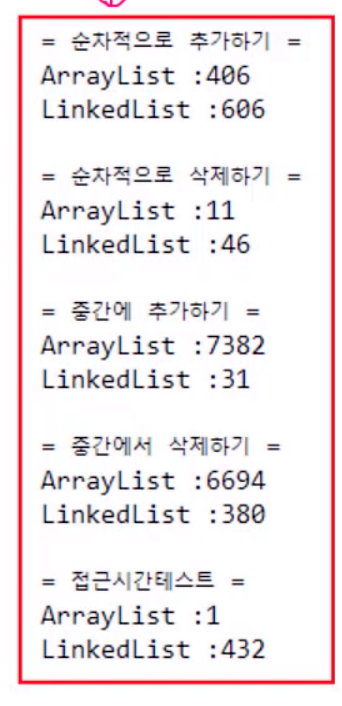 = 순차적으로 추가하기 =
ArrayList :406
LinkedList :606
= 순차적으로 삭제하기 =
ArrayList :11
LinkedList :46
= 중간에 추가하기 =
ArrayList :7382
LinkedList :31
= 중간에서 삭제하기 =
ArrayList :6694
LinkedList :380
= 접근시간테스트 =
ArrayList :1
LinkedList :432